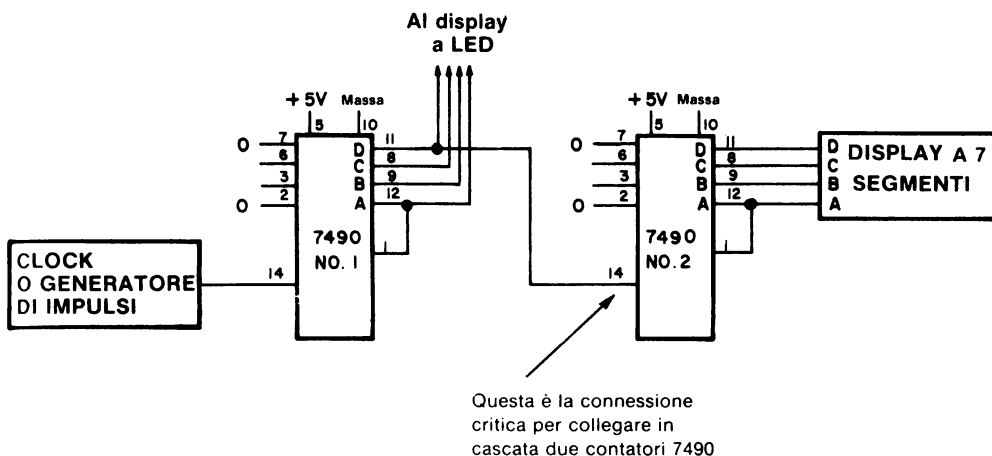 Al display
a LED
+ 5V Massa
5 10
0 7
6
3
0 2
D 11
C 8
B 9
A 12
1
7490
NO. 1
14
CLOCK
O GENERATORE
DI IMPULSI
+ 5V Massa
5 10
0 7
6
3
0 2
D 11
C 8
B 9
A 12
1
7490
NO. 2
14
D DISPLAY A 7
C SEGMENTI
B
A
Questa è la connessione
critica per collegare in
cascata due contatori 7490